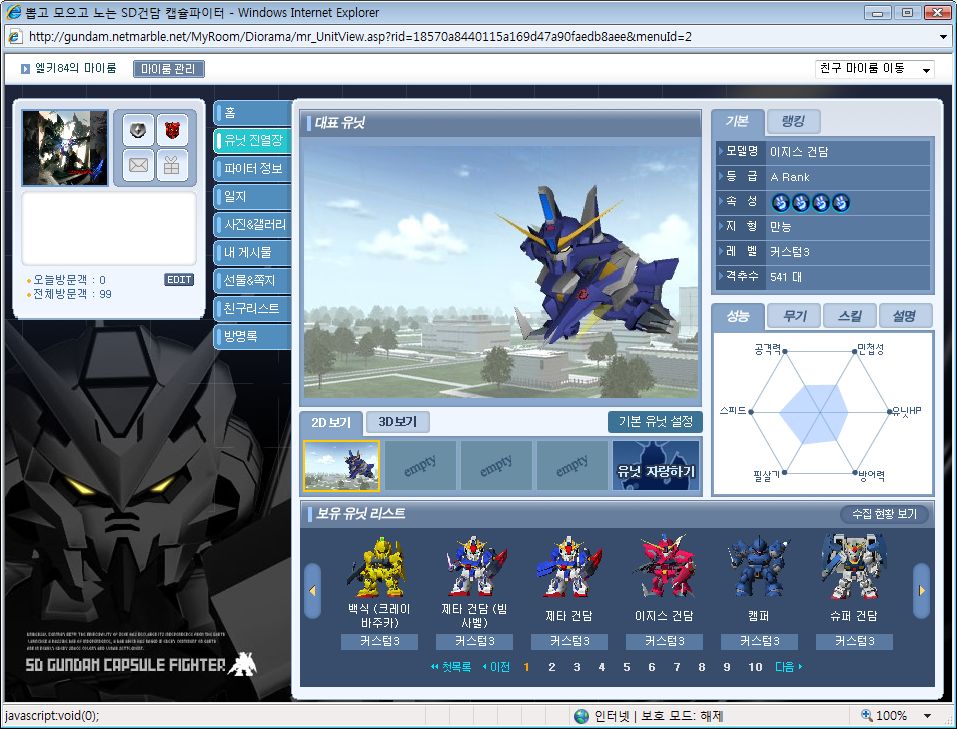 뽑고 모으고 노는 SD건담 캡슐파이터 - Windows Internet Explorer
http://gundam.netmarble.net/MyRoom/Diorama/mr_UnitView.asp?rid=18570a8440115a169d47a90faedb8aee&menuId=2
엘키84의 마이룸
마이룸 관리
친구 마이룸 이동
오늘방문객 : 0
EDIT
전체방문객 : 99
홈
유닛 진열장
파이터 정보
일지
사진&갤러리
내 게시물
선물&쪽지
친구리스트
방명록
대표 유닛
2D 보기
3D보기
기본 유닛 설정
empty
empty
empty
유닛 자랑하기
기본
랭킹
모델명 이지스 건담
등 급 A Rank
속 성
지 형 만능
레 벨 커스텀3
격추수 541 대
성능
무기
스킬
설명
공격력
민첩성
스피드
유닛HP
필살기
방어력
보유 유닛 리스트
수집 현황 보기
백식 (크레이
바주카)
커스텀3
제타 건담 (빔
사벨)
커스텀3
제타 건담
커스텀3
이지스 건담
커스텀3
캠퍼
커스텀3
슈퍼 건담
커스텀3
첫목록 이전 1 2 3 4 5 6 7 8 9 10 다음
SD GUNDAM CAPSULE FIGHTER
javascript:void(0);
인터넷 | 보호 모드: 해제
100%